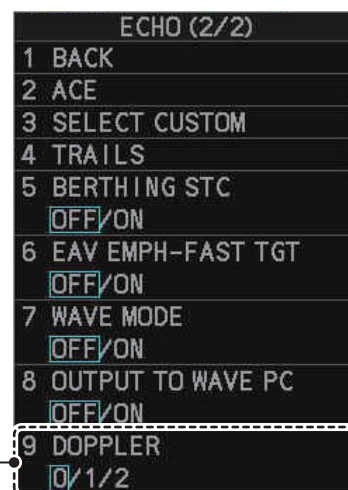 ECHO (2/2)
1 BACK
2 ACE
3 SELECT CUSTOM
4 TRAILS
5 BERTHING STC
OFF/ON
6 EAV EMPH-FAST TGT
OFF/ON
7 WAVE MODE
OFF/ON
8 OUTPUT TO WAVE PC
OFF/ON
9 DOPPLER
0/1/2